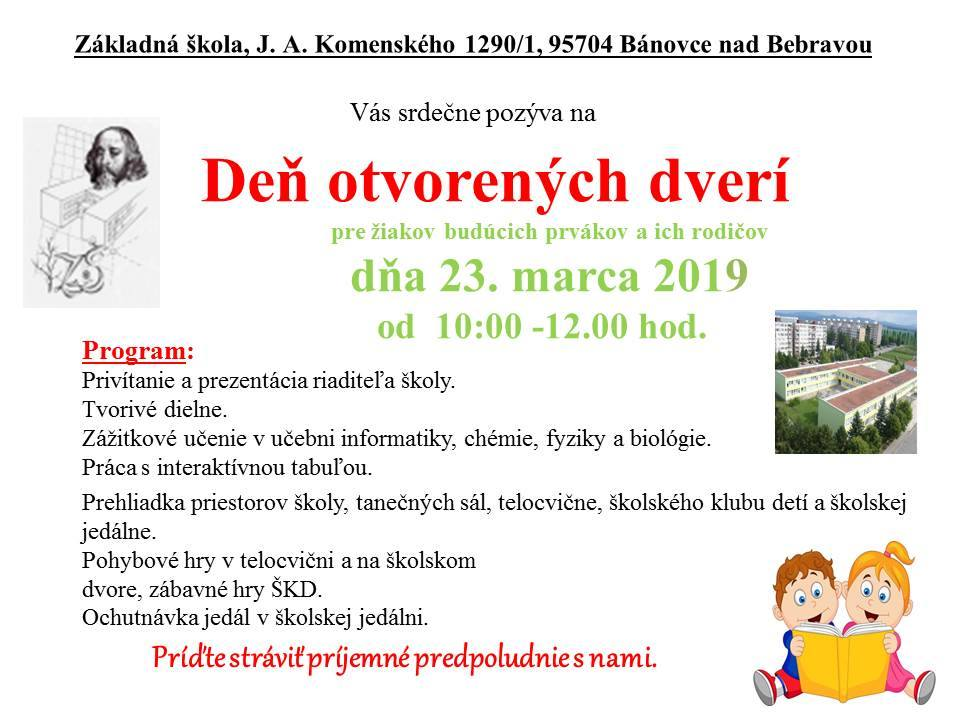 Základná škola, J. A. Komenského 1290/1, 95704 Bánovce nad Bebravou
Vás srdečne pozýva na
Deň otvorených dverí
pre žiakov budúcich prvákov a ich rodičov
dňa 23. marca 2019
od 10:00 -12.00 hod.
Program:
Privítanie a prezentácia riaditeľa školy.
Tvorivé dielne.
Zážitkové učenie v učebni informatiky, chémie, fyziky a biológie.
Práca s interaktívnou tabuľou.
Prehliadka priestorov školy, tanečných sál, telocvične, školského klubu detí a školskej
jedálne.
Pohybové hry v telocvični a na školskom
dvore, zábavné hry ŠKD.
Ochutnávka jedál v školskej jedálni.
Príďte stráviť príjemné predpoludnie s nami.